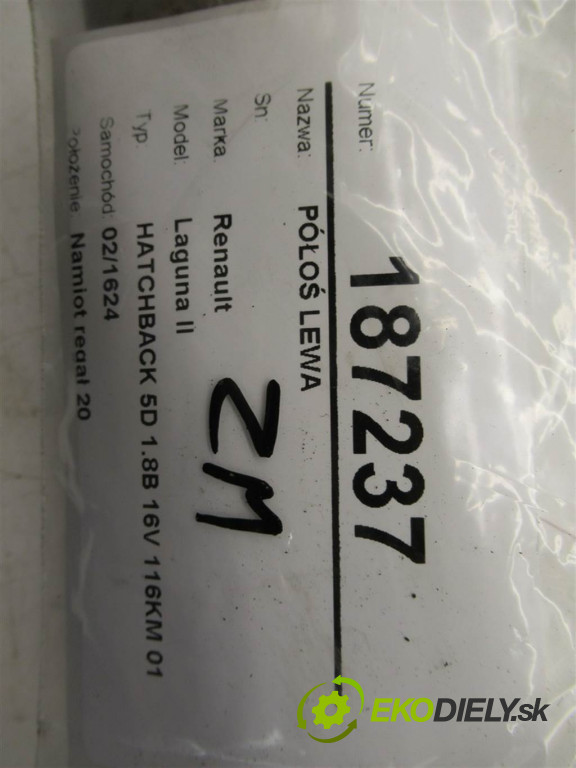 Numer: 187237
Nazwa: PÓŁOŚ LEWA
Sn:
Marka: Renault
Model: Laguna II
Typ: HATCHBACK 5D 1.8B 16V 116KM 01
Samochód: 02/1624
Położenie: Namiot regał 20
ZM
EKODIELY.sk